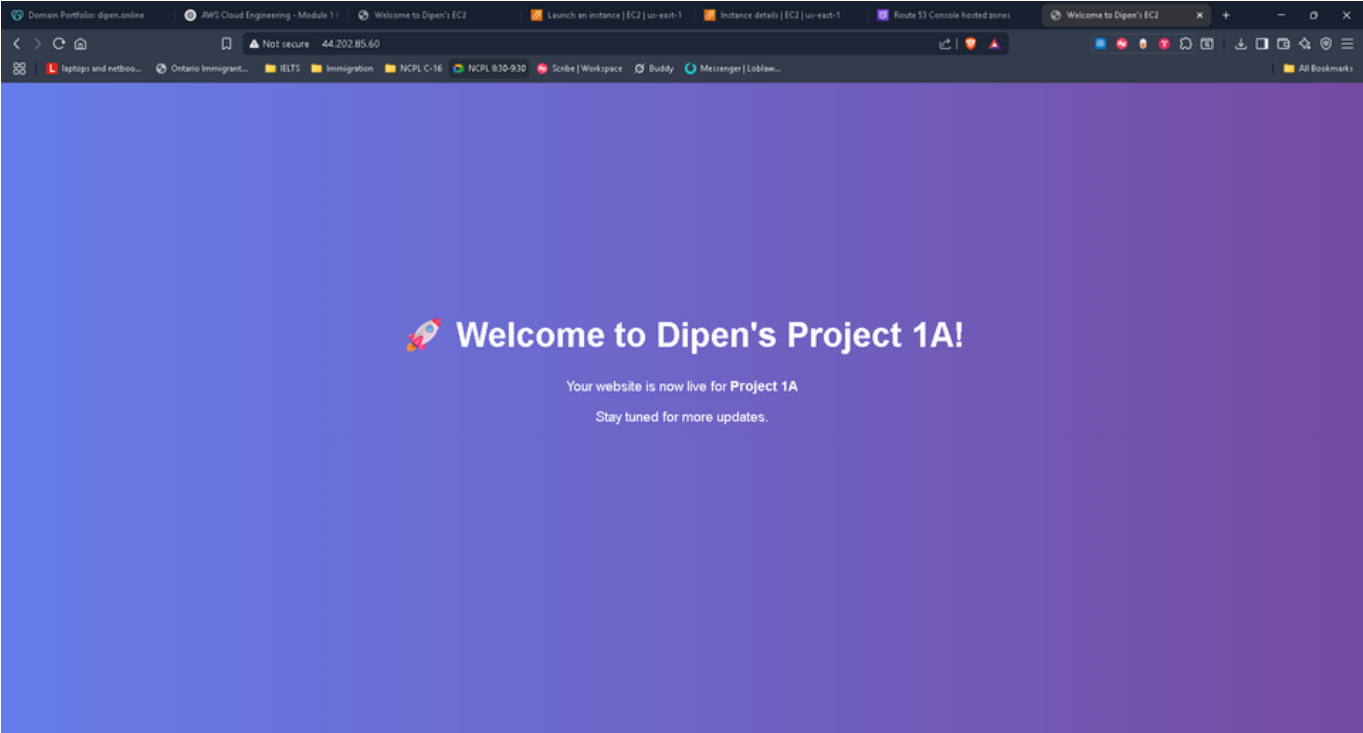 Domain Portfolio: dipen.online
AWS Cloud Engineering - Module 1 P
Welcome to Dipen's EC2
Launch an instance | EC2 | us-east-1
Instance details | EC2 | us-east-1
Route 53 Console hosted zones
Welcome to Dipen's EC2
Not secure 44.202.85.60
laptops and netboo...
Ontario Immigrant...
IELTS
Immigration
NCPL C-16
NCPL 8:30-9:30
Scribe | Workspace
Buddy
Messenger | Loblaw...
All Bookmarks
🚀 Welcome to Dipen's Project 1A!
Your website is now live for Project 1A
Stay tuned for more updates.